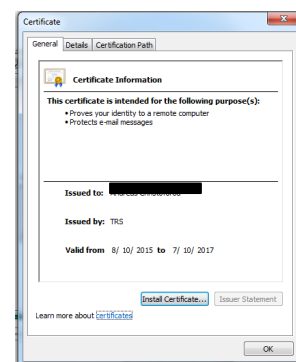 Certificate
General Details Certification Path
Certificate Information
This certificate is intended for the following purpose(s):
• Proves your identity to a remote computer
• Protects e-mail messages
Issued to:
Issued by: TRS
Valid from 8/ 10/ 2015 to 7/ 10/ 2017
Install Certificate... Issuer Statement
Learn more about certificates
OK